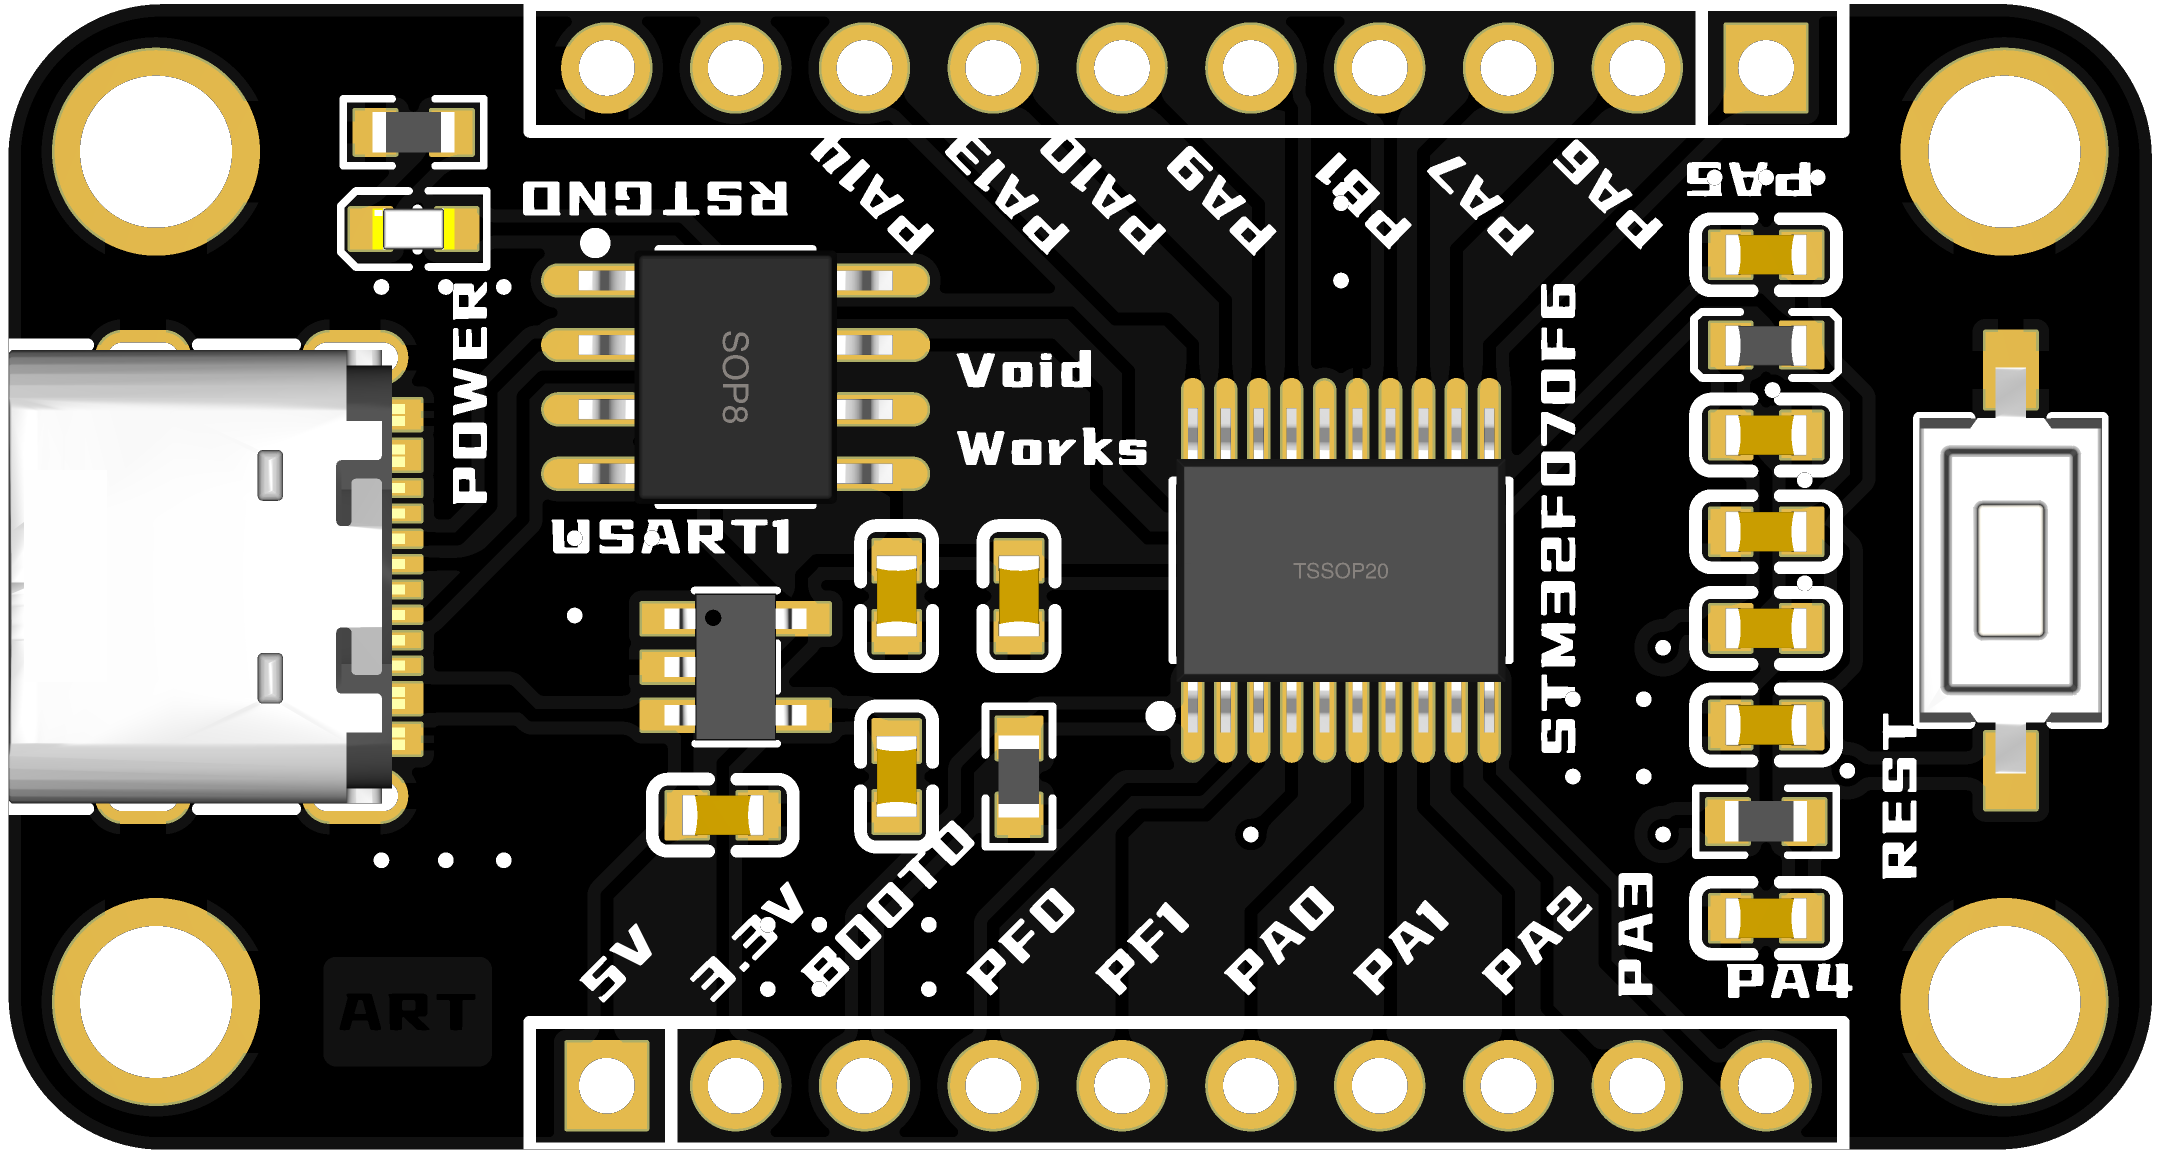 RSTGND
PA14
PA13
PA10
PA9
PB1
PA7
PA6
PA5
POWER
SOP8
Void
Works
STM32F070F6
USART1
TSSOP20
REST
5V
3.3V
BOOT0
PF0
PF1
PA0
PA1
PA2
PA3
PA4
ART